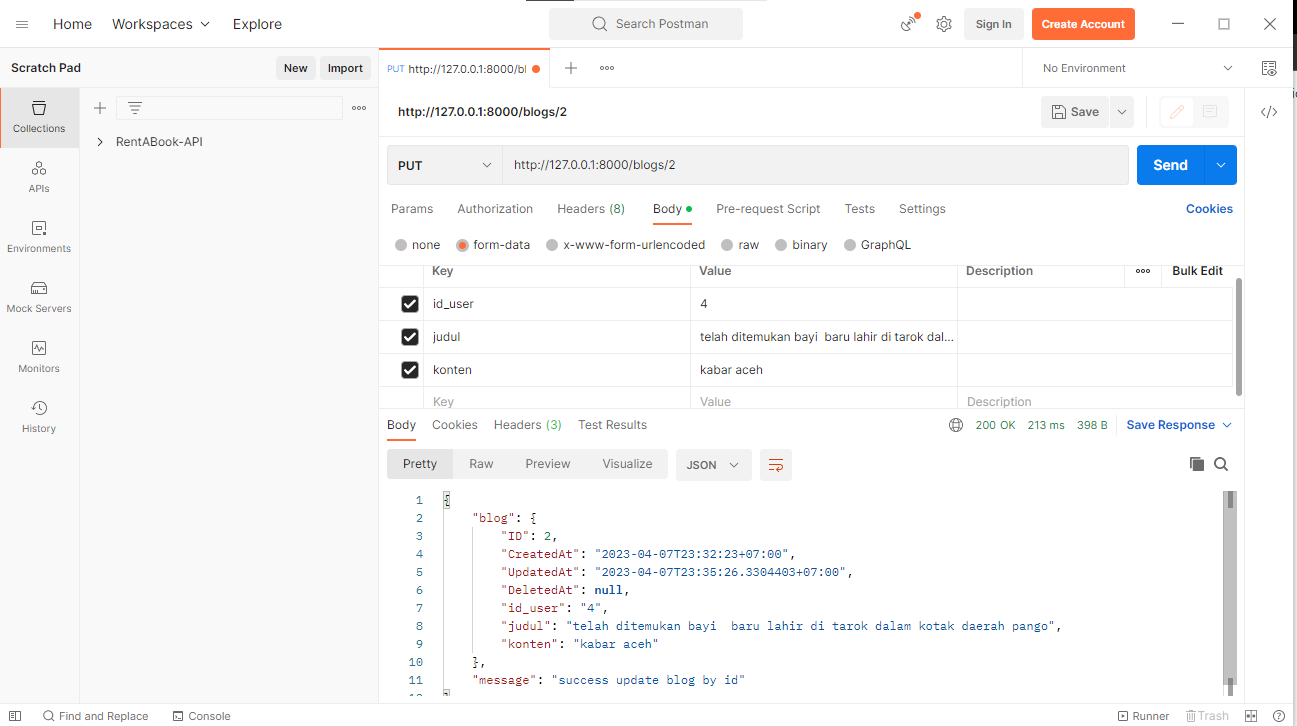 Home Workspaces Explore Search Postman Sign In Create Account
Scratch Pad New Import PUT http://127.0.0.1:8000/bl No Environment
Collections
APIs
Environments
Mock Servers
Monitors
History
RentABook-API
http://127.0.0.1:8000/blogs/2 Save </>
PUT http://127.0.0.1:8000/blogs/2 Send
Params Authorization Headers (8) Body Pre-request Script Tests Settings Cookies
none form-data x-www-form-urlencoded raw binary GraphQL
Key Value Description Bulk Edit
id_user 4
judul telah ditemukan bayi  baru lahir di tarok dal...
konten kabar aceh
Key Value Description
Body Cookies Headers (3) Test Results 200 OK 213 ms 398 B Save Response
Pretty Raw Preview Visualize JSON
1 {
2 "blog": {
3 "ID": 2,
4 "CreatedAt": "2023-04-07T23:32:23+07:00",
5 "UpdatedAt": "2023-04-07T23:35:26.3304403+07:00",
6 "DeletedAt": null,
7 "id_user": "4",
8 "judul": "telah ditemukan bayi  baru lahir di tarok dalam kotak daerah pango",
9 "konten": "kabar aceh"
10 },
11 "message": "success update blog by id"
Find and Replace Console Runner Trash